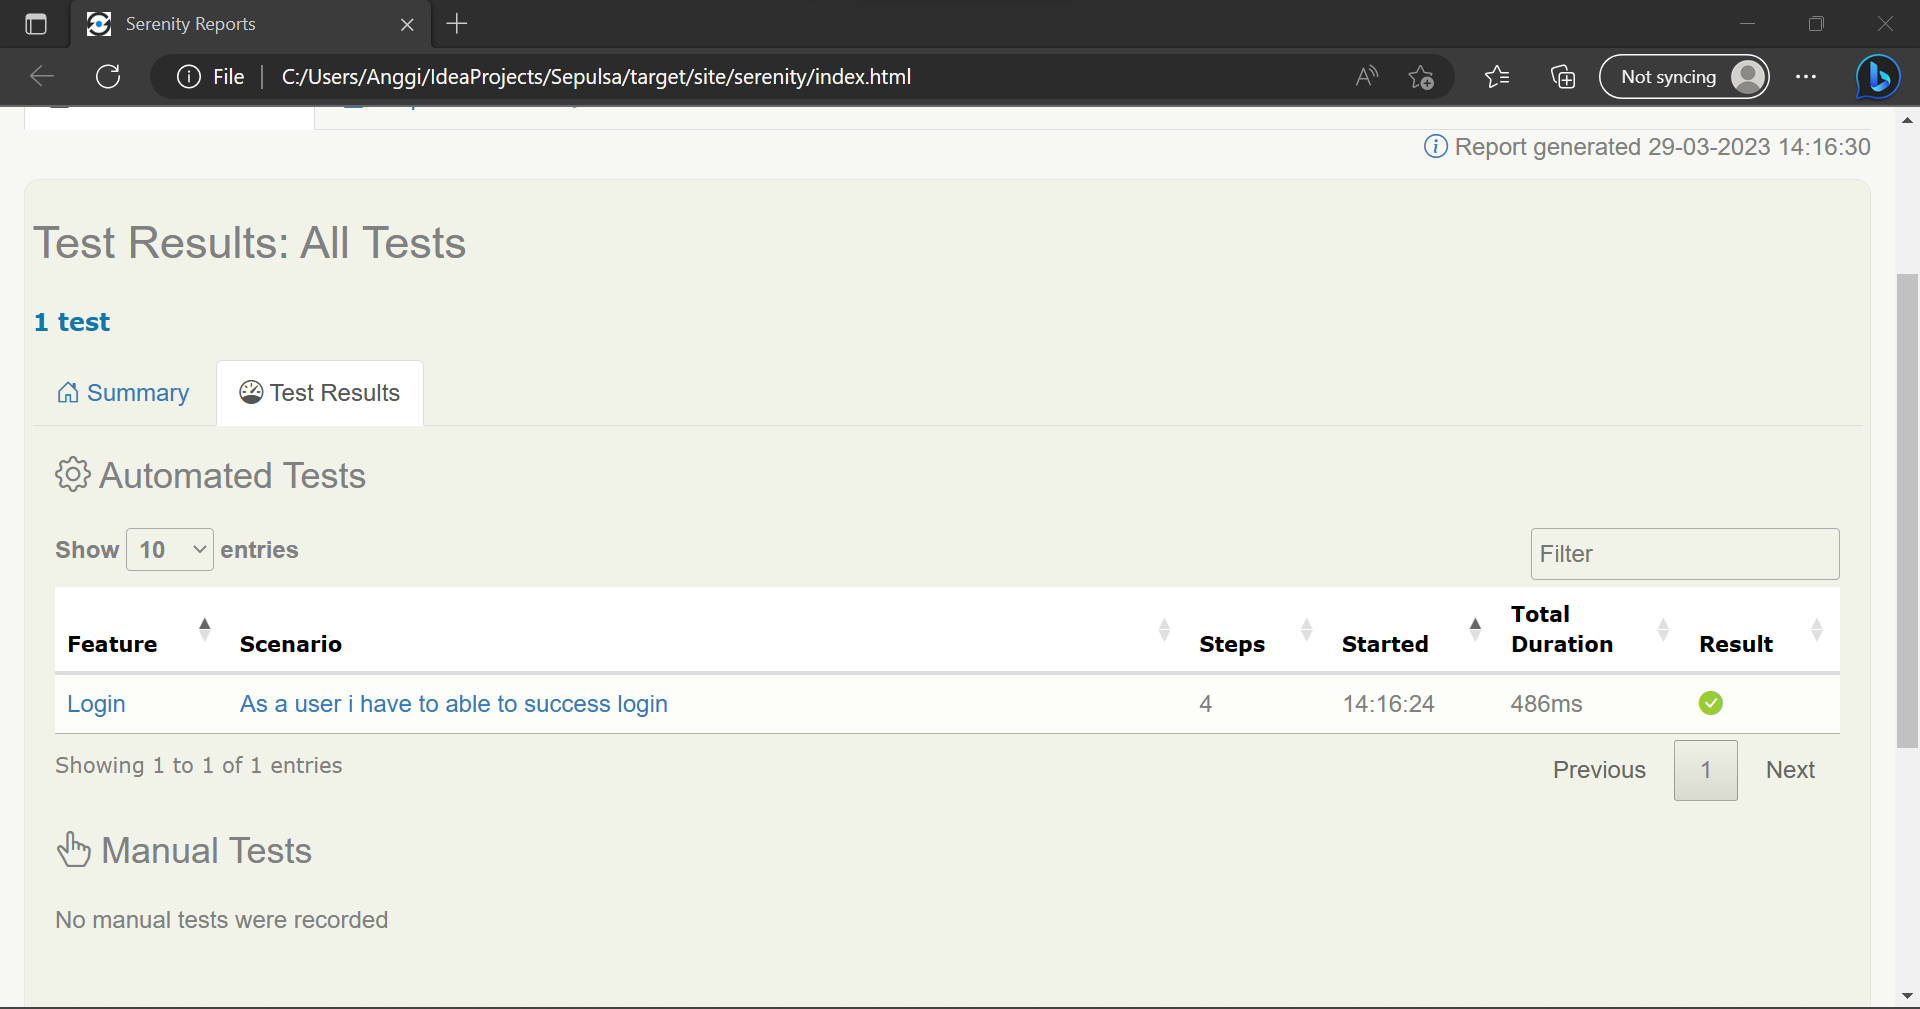 Serenity Reports
File C:/Users/Anggi/IdeaProjects/Sepulsa/target/site/serenity/index.html Not syncing
Report generated 29-03-2023 14:16:30
Test Results: All Tests
1 test
Summary Test Results
Automated Tests
Show 10 entries Filter
Feature Scenario Steps Started Total Duration Result
Login As a user i have to able to success login 4 14:16:24 486ms
Showing 1 to 1 of 1 entries Previous 1 Next
Manual Tests
No manual tests were recorded